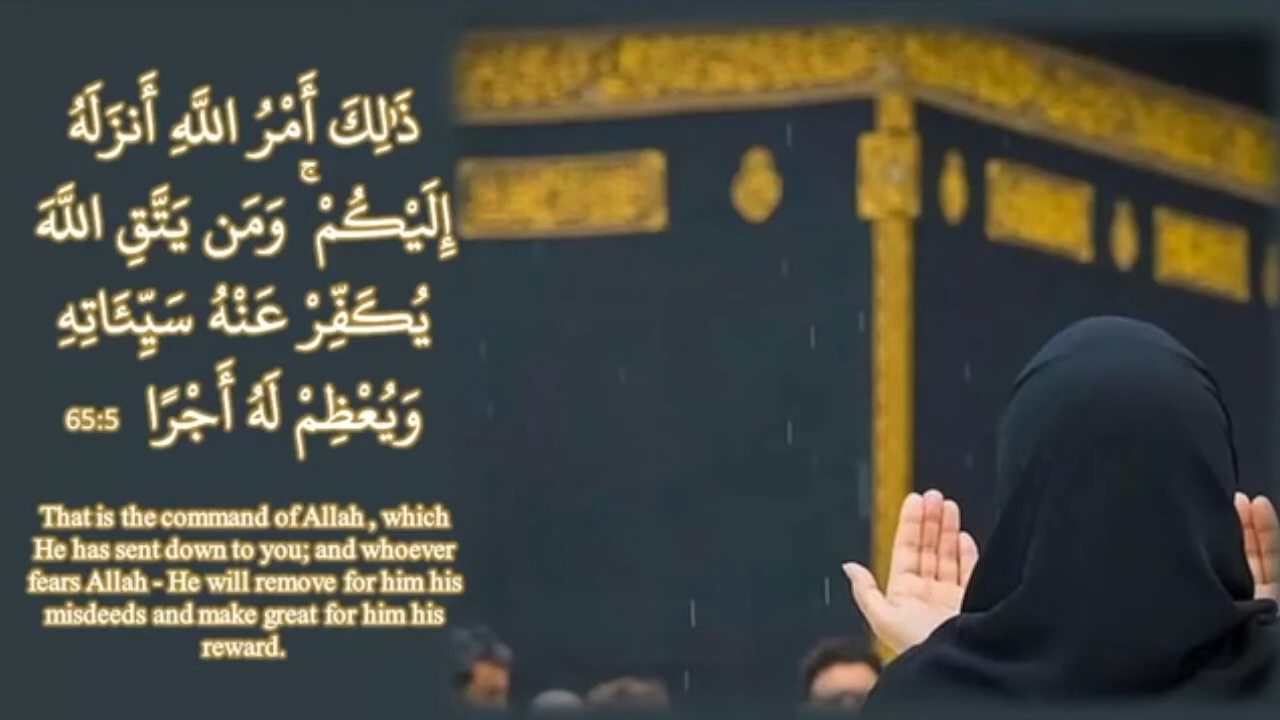 ذَٰلِكَ أَمْرُ اللَّهِ أَنزَلَهُ
إِلَيْكُمْ ۚ وَمَن يَتَّقِ اللَّهَ
يُكَفِّرْ عَنْهُ سَيِّئَاتِهِ
وَيُعْظِمْ لَهُ أَجْرًا 65:5
That is the command of Allah , which
He has sent down to you; and whoever
fears Allah - He will remove for him his
misdeeds and make great for him his
reward.